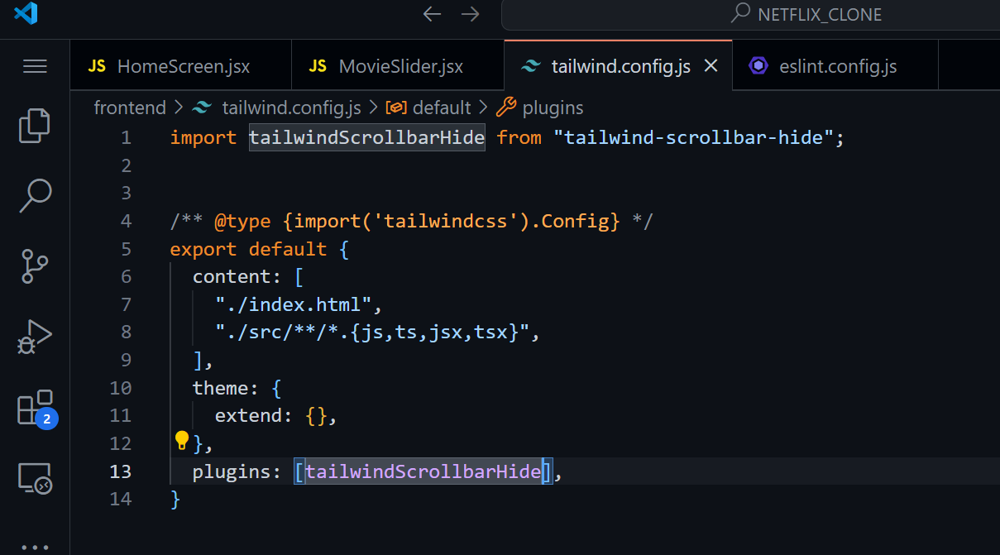 NETFLIX_CLONE
JS HomeScreen.jsx
JS MovieSlider.jsx
tailwind.config.js
eslint.config.js
frontend > tailwind.config.js > default > plugins
1 import tailwindScrollbarHide from "tailwind-scrollbar-hide";
2
3
4 /** @type {import('tailwindcss').Config} */
5 export default {
6 content: [
7 "./index.html",
8 "./src/**/*.{js,ts,jsx,tsx}",
9 ],
10 theme: {
11 extend: {},
12 },
13 plugins: [tailwindScrollbarHide],
14 }
2